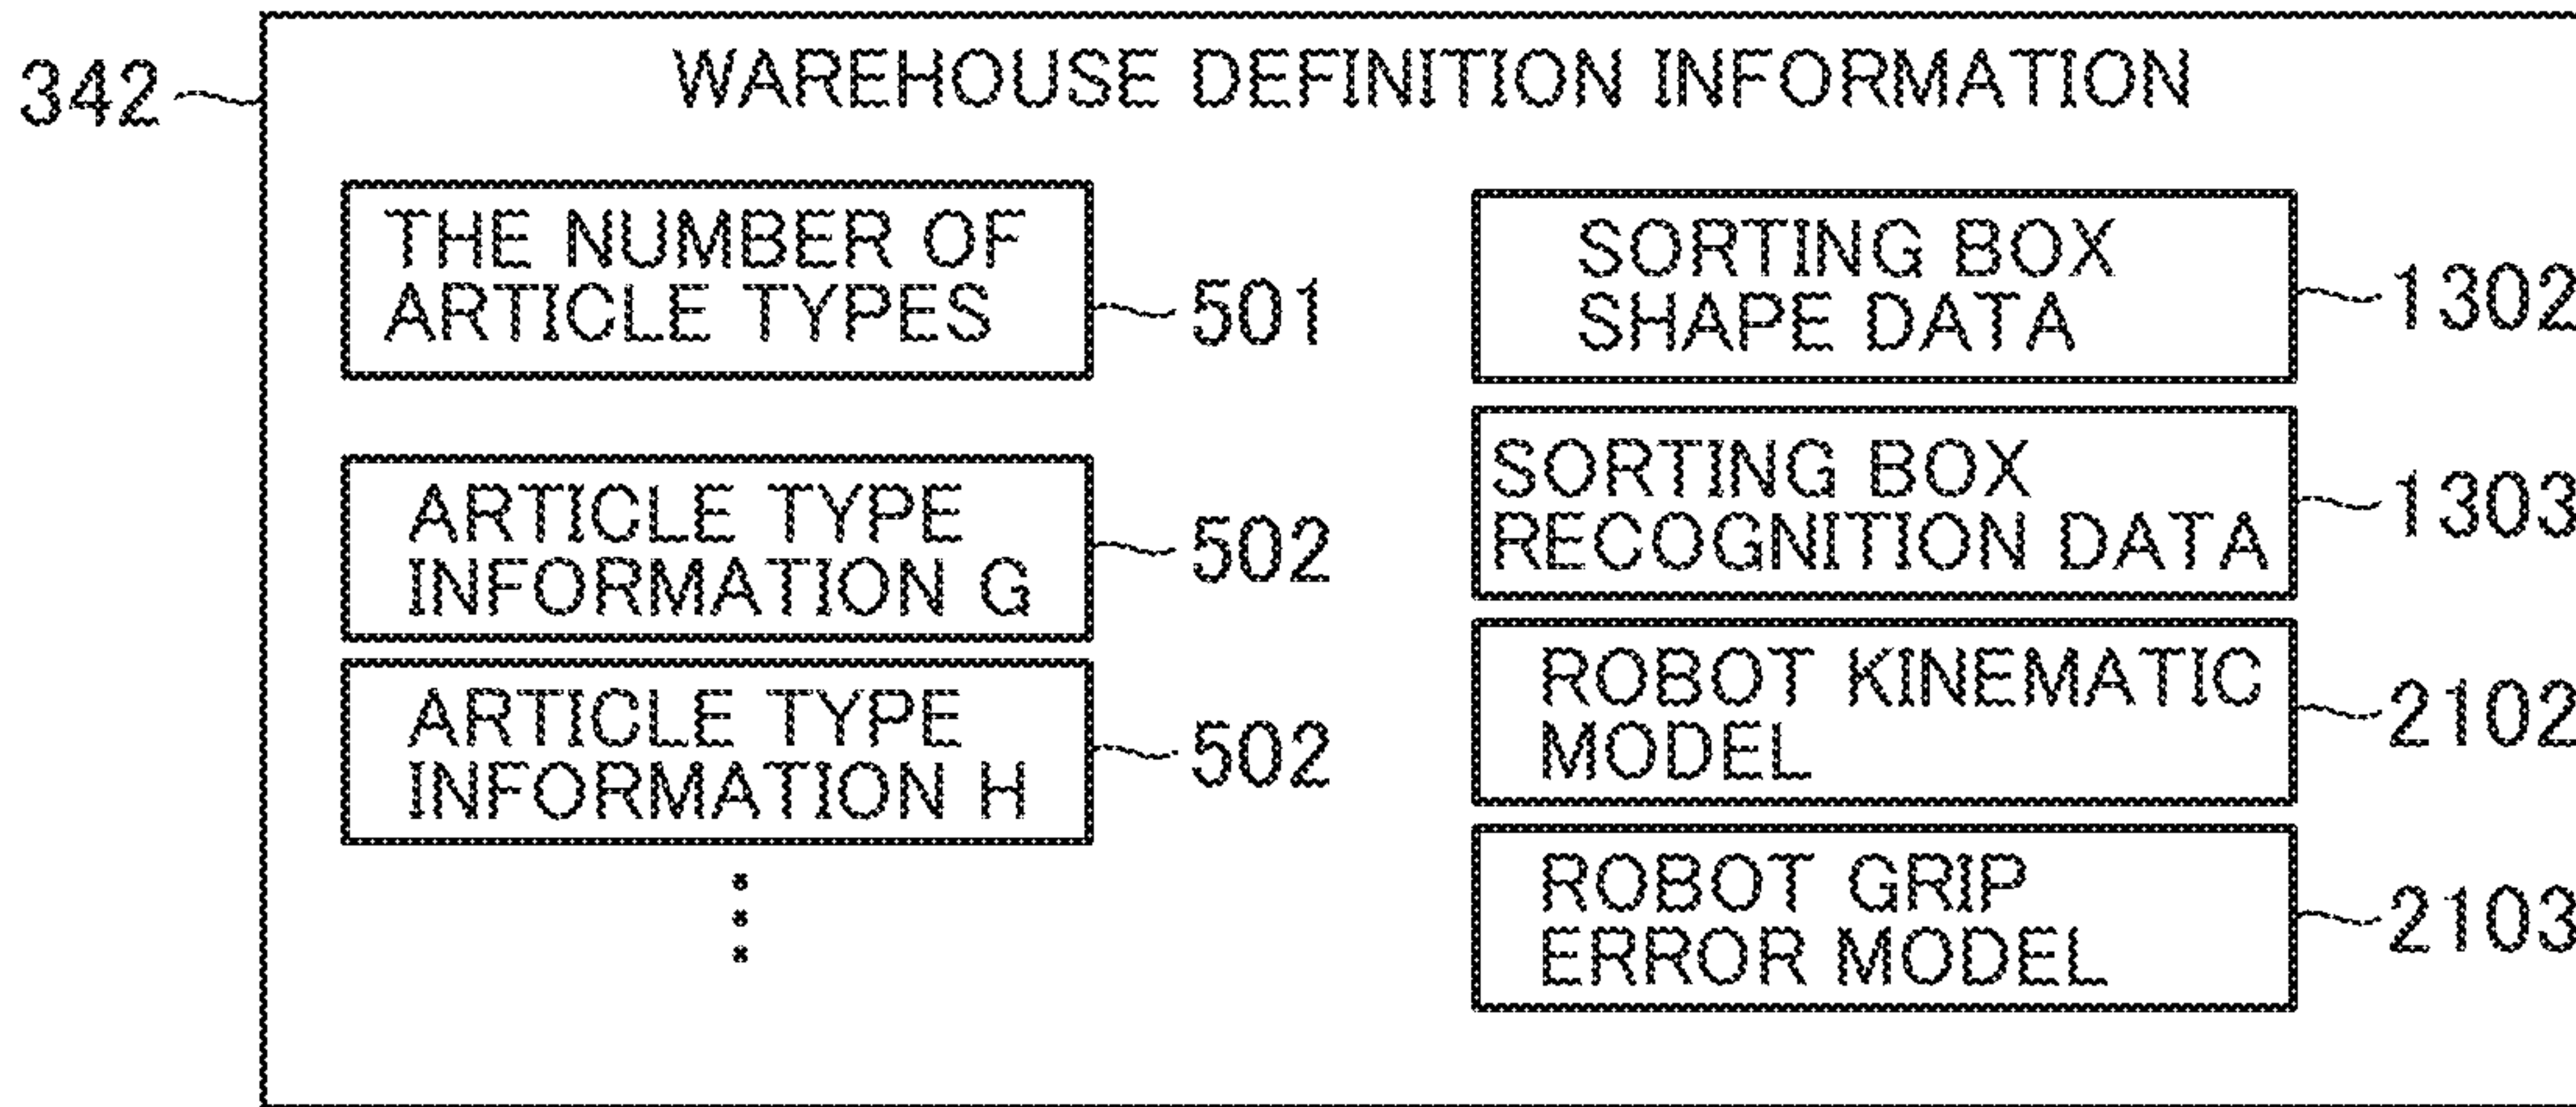 342
WAREHOUSE DEFINITION INFORMATION
THE NUMBER OF
ARTICLE TYPES
501
ARTICLE TYPE
INFORMATION G
502
ARTICLE TYPE
INFORMATION H
502
SORTING BOX
SHAPE DATA
1302
SORTING BOX
RECOGNITION DATA
1303
ROBOT KINEMATIC
MODEL
2102
ROBOT GRIP
ERROR MODEL
2103